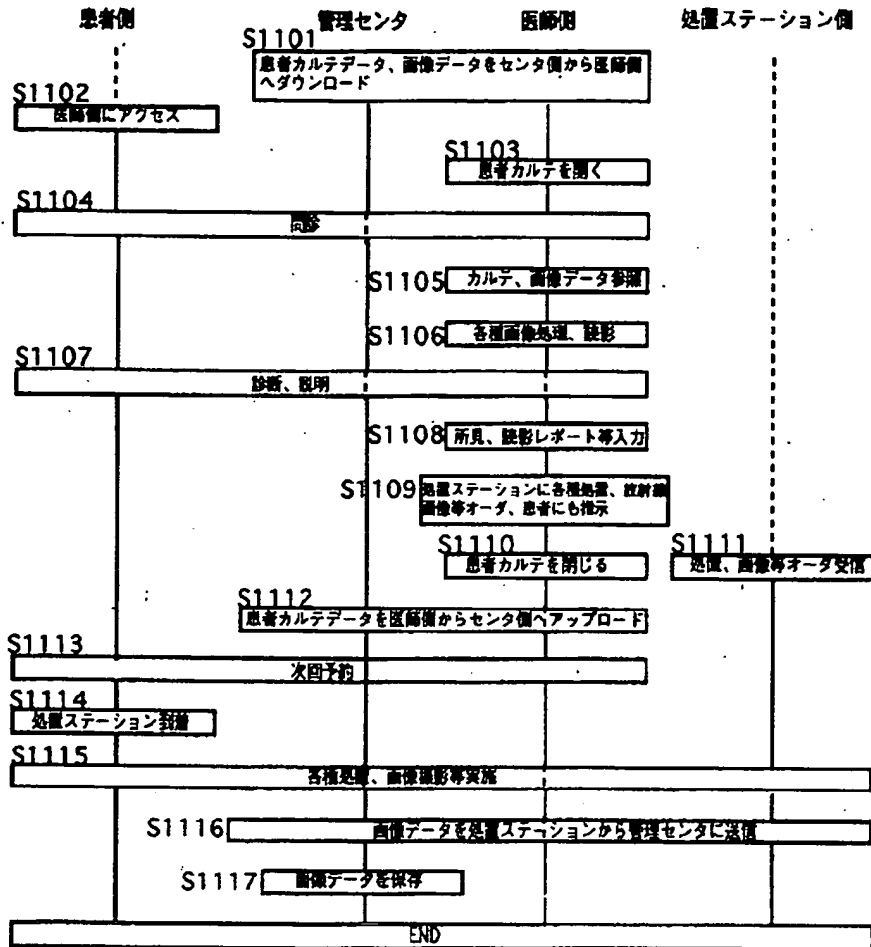 患者側 管理センタ 医師側 処置ステーション側
S1101
患者カルテデータ、画像データをセンタ側から医師側
へダウンロード
S1102
医師側にアクセス
S1103
患者カルテを開く
S1104
問診
S1105 カルテ、画像データ参照
S1106 各種画像処理、読影
S1107
診断、説明
S1108 所見、読影レポート等入力
S1109 処置ステーションに各種処置、放射線
画像等オーダ、患者にも指示
S1110
患者カルテを閉じる
S1111
処置、画像等オーダ受信
S1112
患者カルテデータを医師側からセンタ側へアップロード
S1113
次回予約
S1114
処置ステーション到着
S1115
各種処置、画像撮影等実施
S1116 画像データを処置ステーションから管理センタに送信
S1117 画像データを保存
END